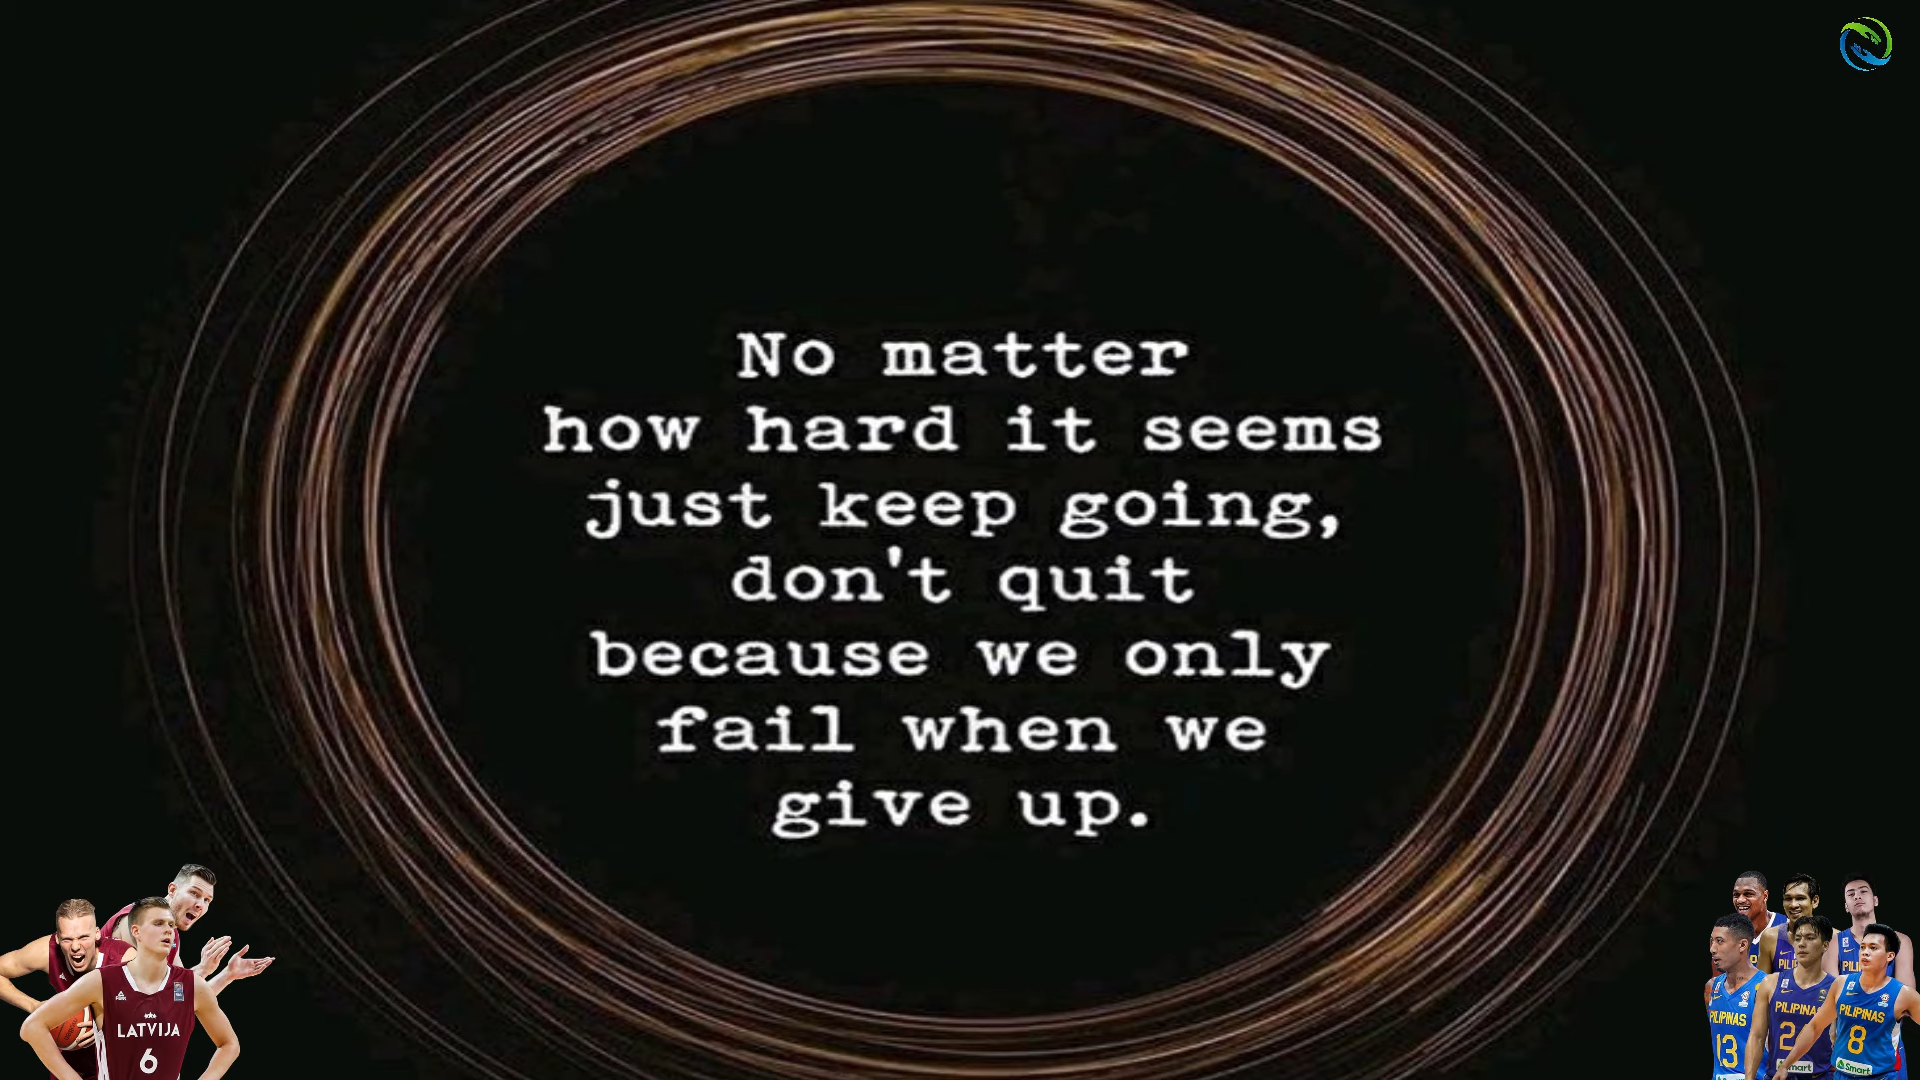 No matter
how hard it seems
just keep going,
don't quit
because we only
fail when we
give up.
LATVIJA
6
PILIPINAS
13
PILIPINAS
2
PILIPINAS
8
Smart